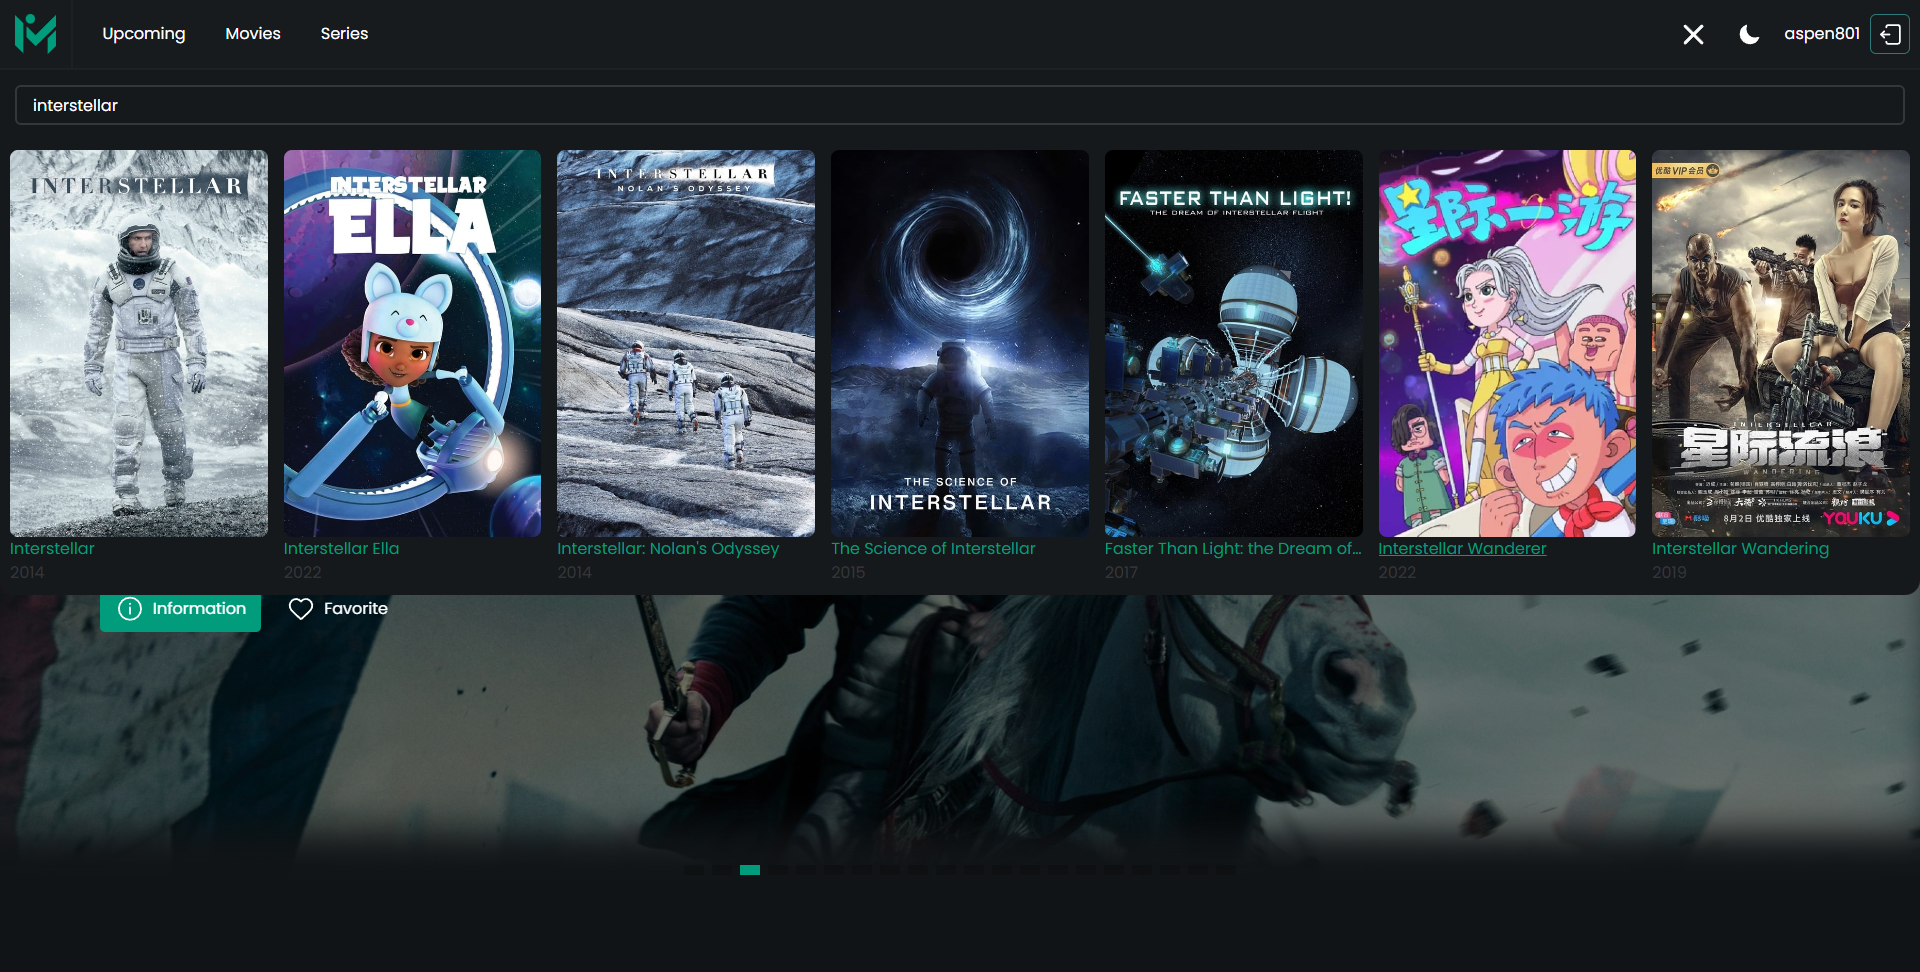 Upcoming
Movies
Series
aspen801
interstellar
INTERSTELLAR
INTERSTELLAR
ELLA
INTERSTELLAR
NOLAN'S ODYSSEY
THE SCIENCE OF
INTERSTELLAR
FASTER THAN LIGHT!
THE DREAM OF INTERSTELLAR FLIGHT
星际一游
优酷VIP会员
INTERSTELLAR
星际流浪
WANDERING
8月2日 优酷独家上线
YOUKU
Interstellar
2014
Interstellar Ella
2022
Interstellar: Nolan's Odyssey
2014
The Science of Interstellar
2015
Faster Than Light: the Dream of...
2017
Interstellar Wanderer
2022
Interstellar Wandering
2019
Information
Favorite